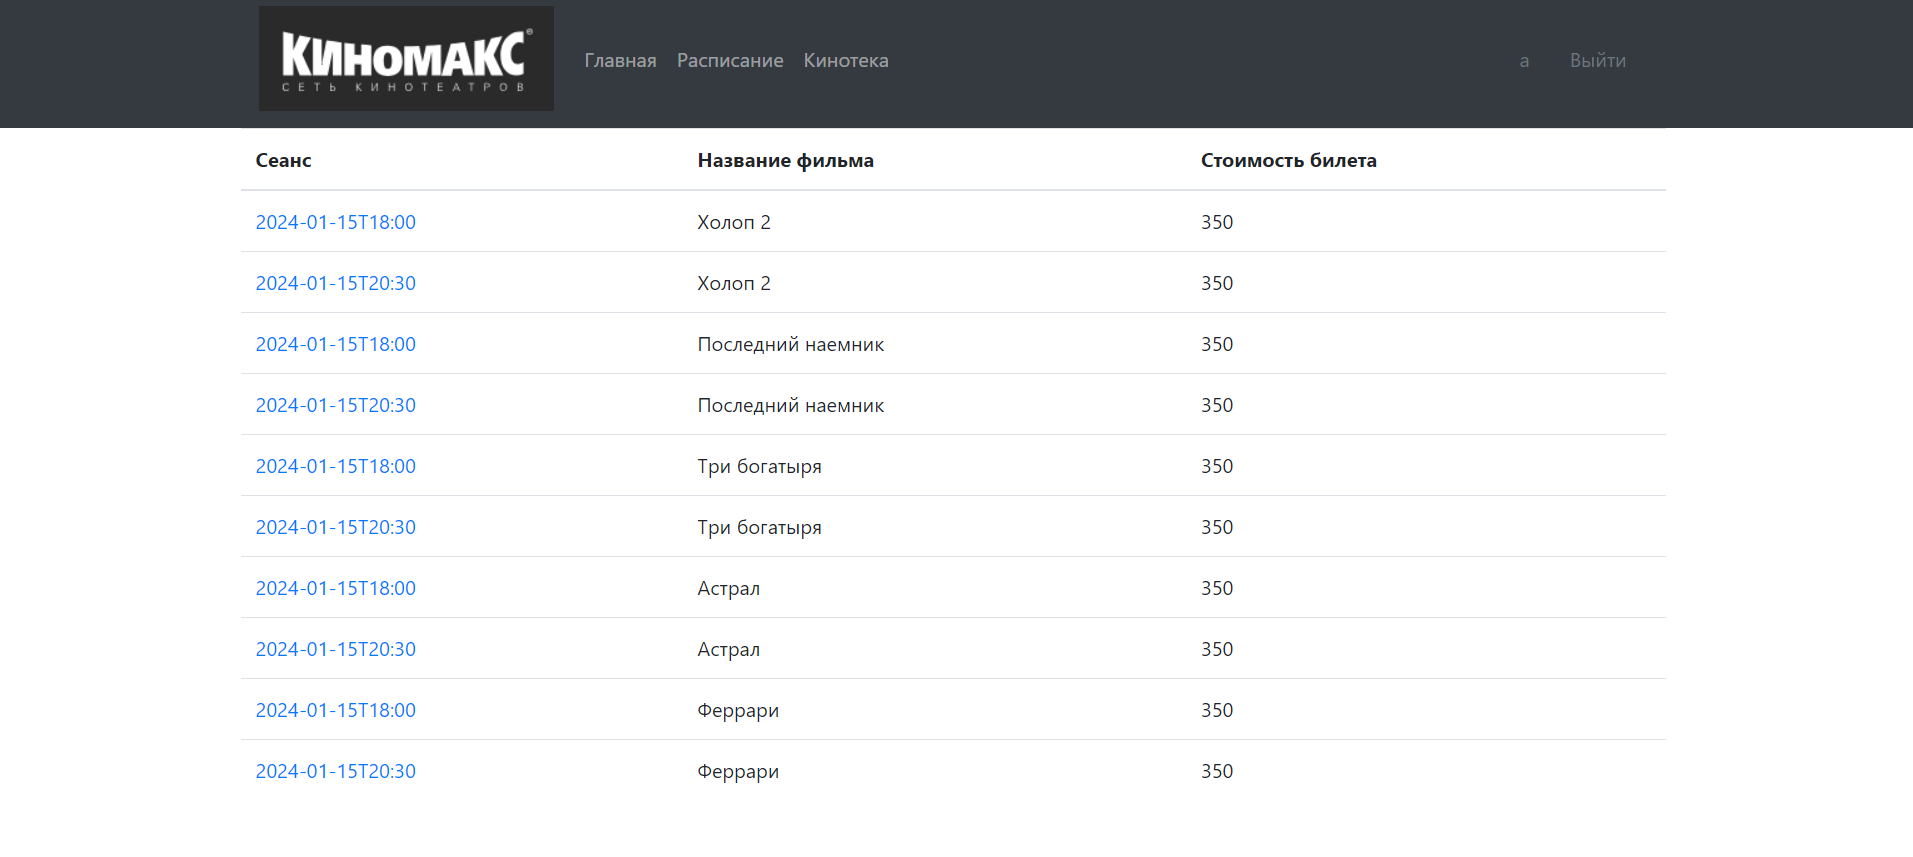 КИНОМАКС®
СЕТЬ КИНОТЕАТРОВ
Главная Расписание Кинотека а Выйти
Сеанс Название фильма Стоимость билета
2024-01-15T18:00 Холоп 2 350
2024-01-15T20:30 Холоп 2 350
2024-01-15T18:00 Последний наемник 350
2024-01-15T20:30 Последний наемник 350
2024-01-15T18:00 Три богатыря 350
2024-01-15T20:30 Три богатыря 350
2024-01-15T18:00 Астрал 350
2024-01-15T20:30 Астрал 350
2024-01-15T18:00 Феррари 350
2024-01-15T20:30 Феррари 350